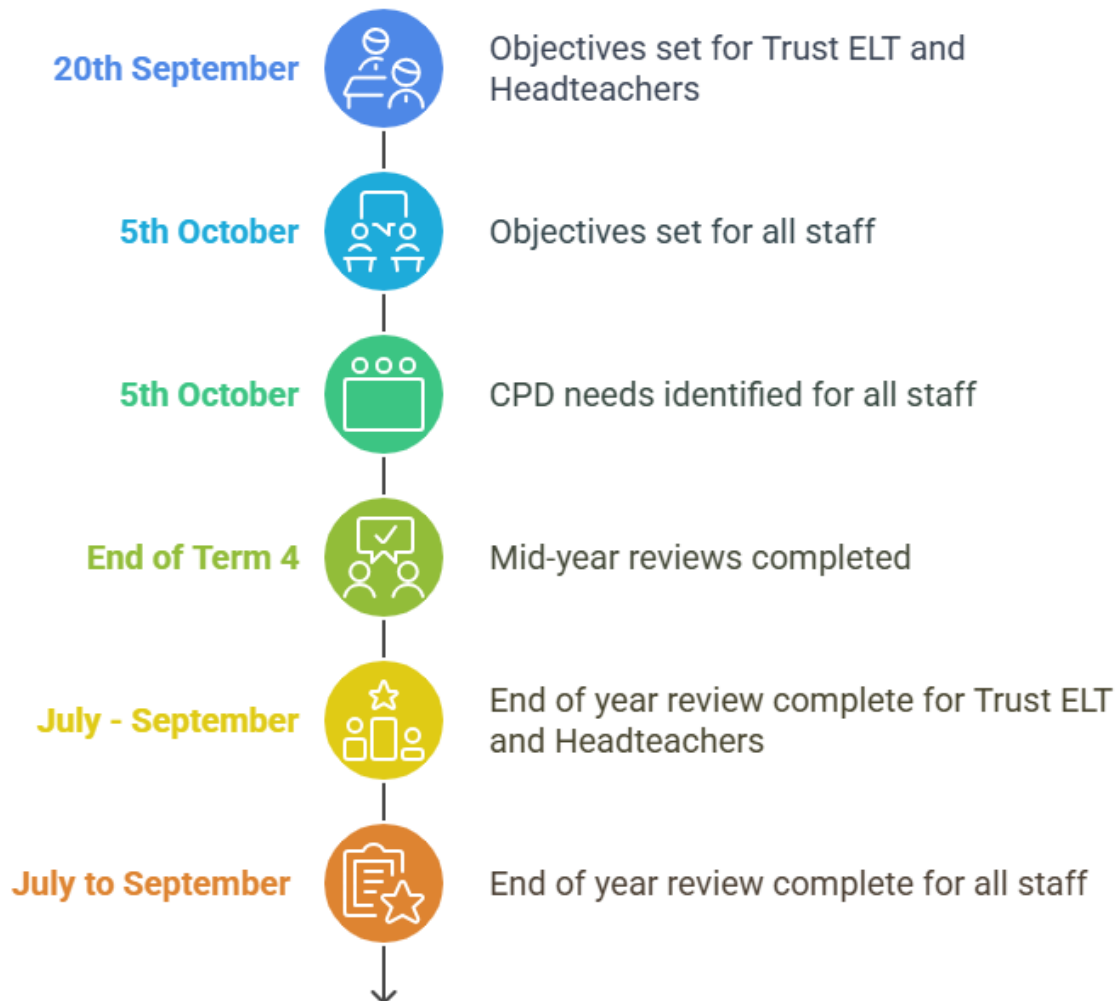 20th September
Objectives set for Trust ELT and
Headteachers
5th October
Objectives set for all staff
5th October
CPD needs identified for all staff
End of Term 4
Mid-year reviews completed
July - September
End of year review complete for Trust ELT
and Headteachers
July to September
End of year review complete for all staff